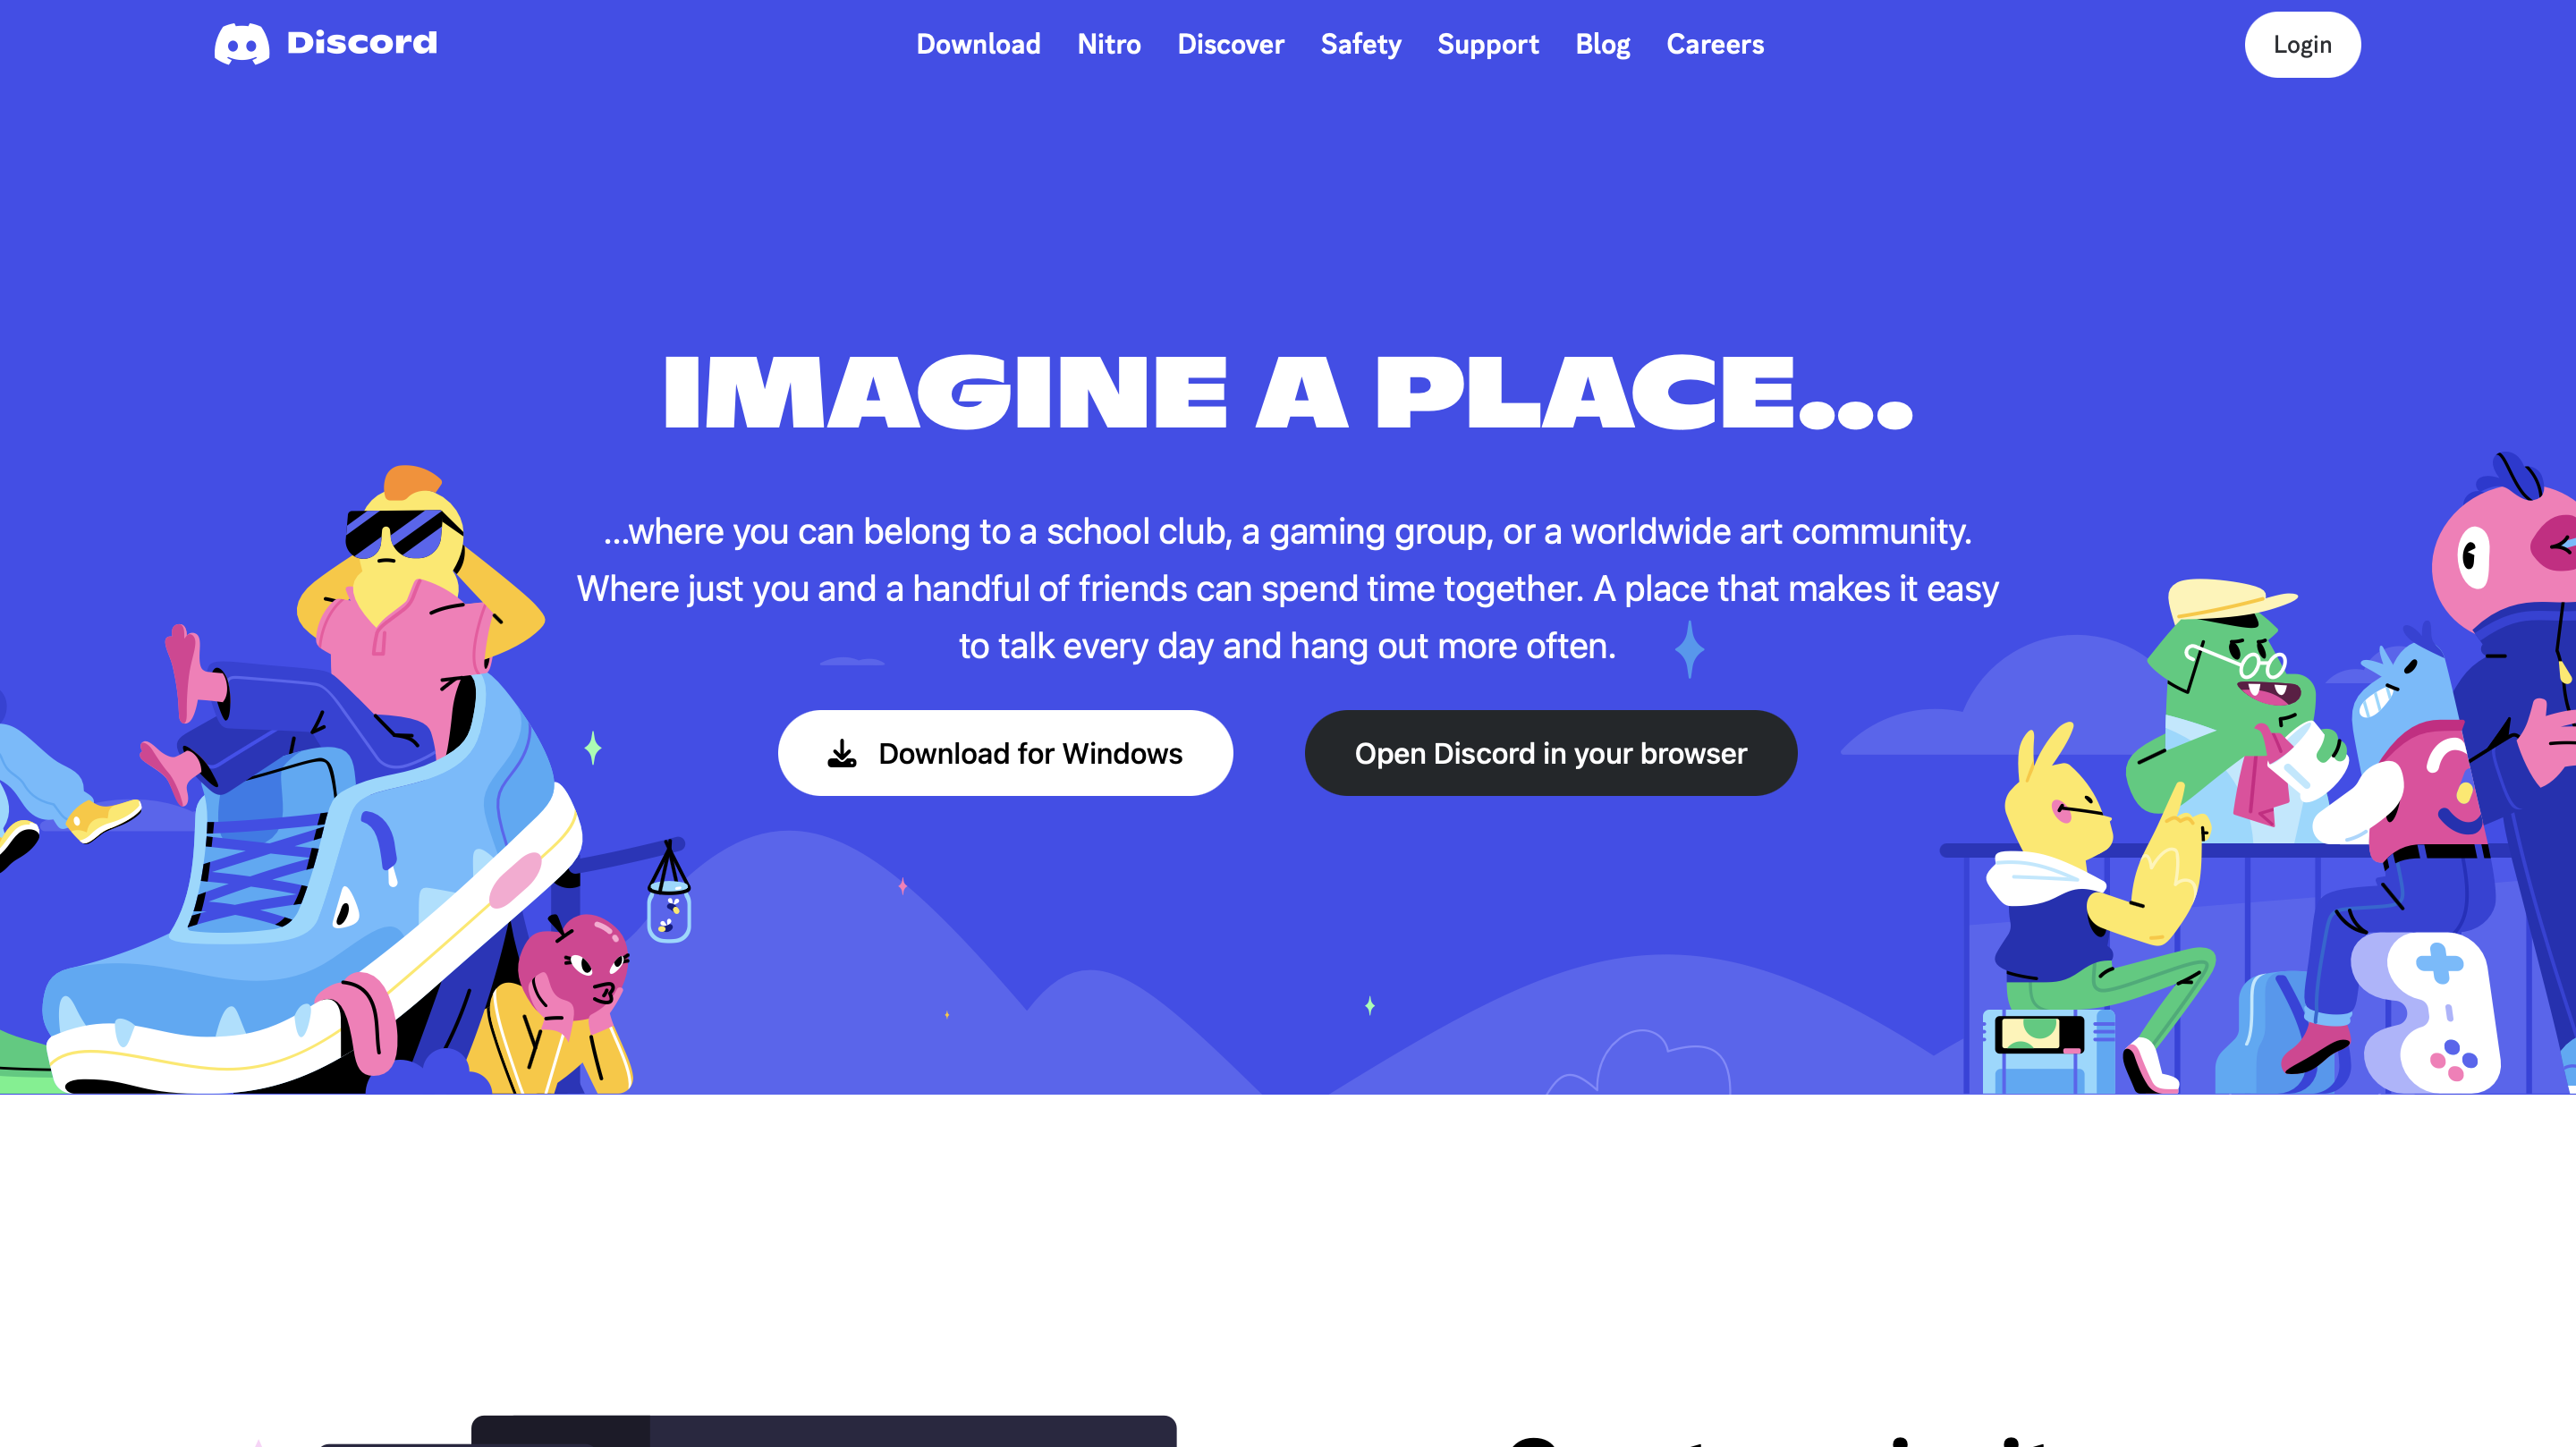 Discord
Download Nitro Discover Safety Support Blog Careers
Login
IMAGINE A PLACE...
...where you can belong to a school club, a gaming group, or a worldwide art community.
Where just you and a handful of friends can spend time together. A place that makes it easy
to talk every day and hang out more often.
Download for Windows
Open Discord in your browser